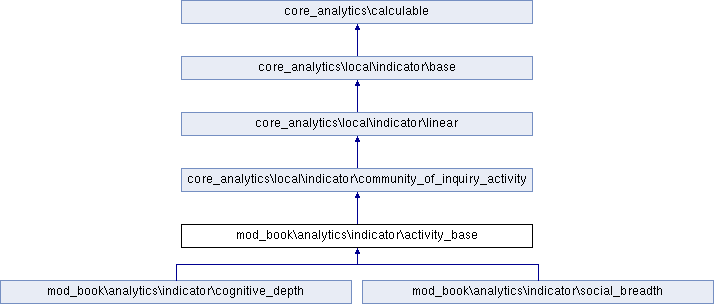 core_analytics\calculable
core_analytics\local\indicator\base
core_analytics\local\indicator\linear
core_analytics\local\indicator\community_of_inquiry_activity
mod_book\analytics\indicator\activity_base
mod_book\analytics\indicator\cognitive_depth
mod_book\analytics\indicator\social_breadth